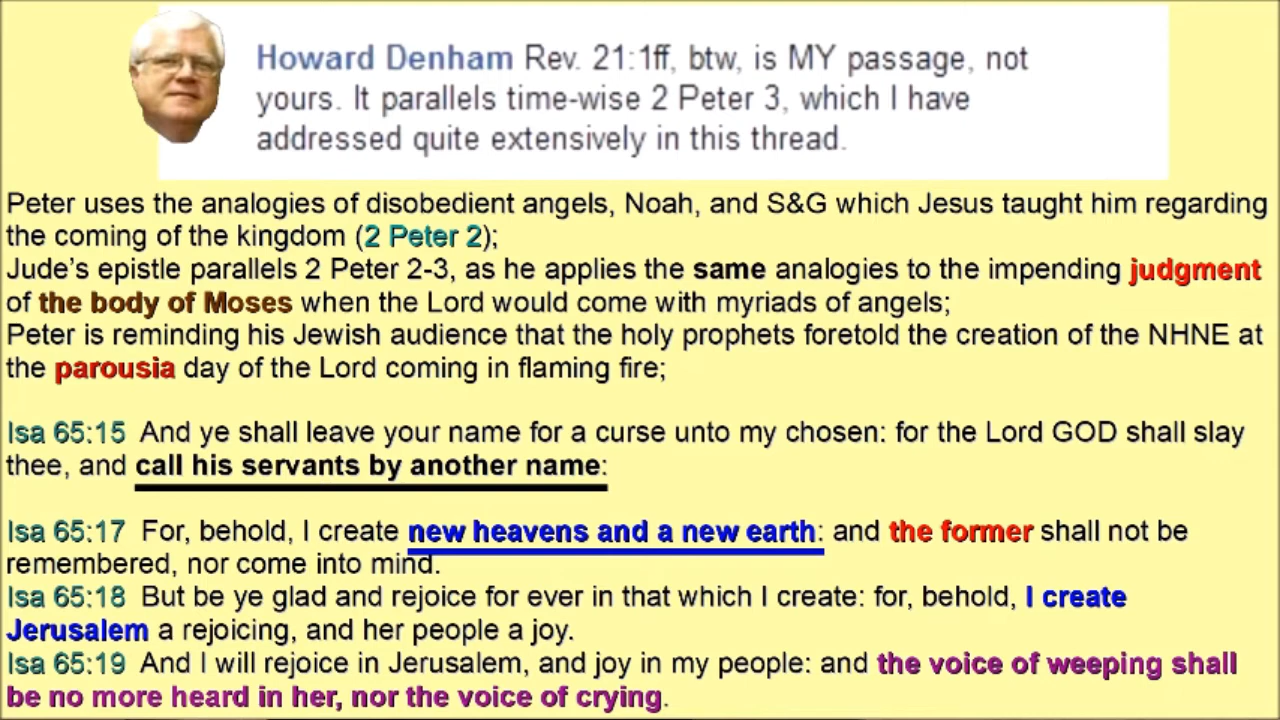 Howard Denham Rev. 21:1ff, btw, is MY passage, not
yours. It parallels time-wise 2 Peter 3, which I have
addressed quite extensively in this thread.
Peter uses the analogies of disobedient angels, Noah, and S&G which Jesus taught him regarding
the coming of the kingdom (2 Peter 2);
Jude's epistle parallels 2 Peter 2-3, as he applies the same analogies to the impending judgment
of the body of Moses when the Lord would come with myriads of angels;
Peter is reminding his Jewish audience that the holy prophets foretold the creation of the NHNE at
the parousia day of the Lord coming in flaming fire;
Isa 65:15 And ye shall leave your name for a curse unto my chosen: for the Lord GOD shall slay
thee, and call his servants by another name:
Isa 65:17 For, behold, I create new heavens and a new earth: and the former shall not be
remembered, nor come into mind.
Isa 65:18 But be ye glad and rejoice for ever in that which I create: for, behold, I create
Jerusalem a rejoicing, and her people a joy.
Isa 65:19 And I will rejoice in Jerusalem, and joy in my people: and the voice of weeping shall
be no more heard in her, nor the voice of crying.